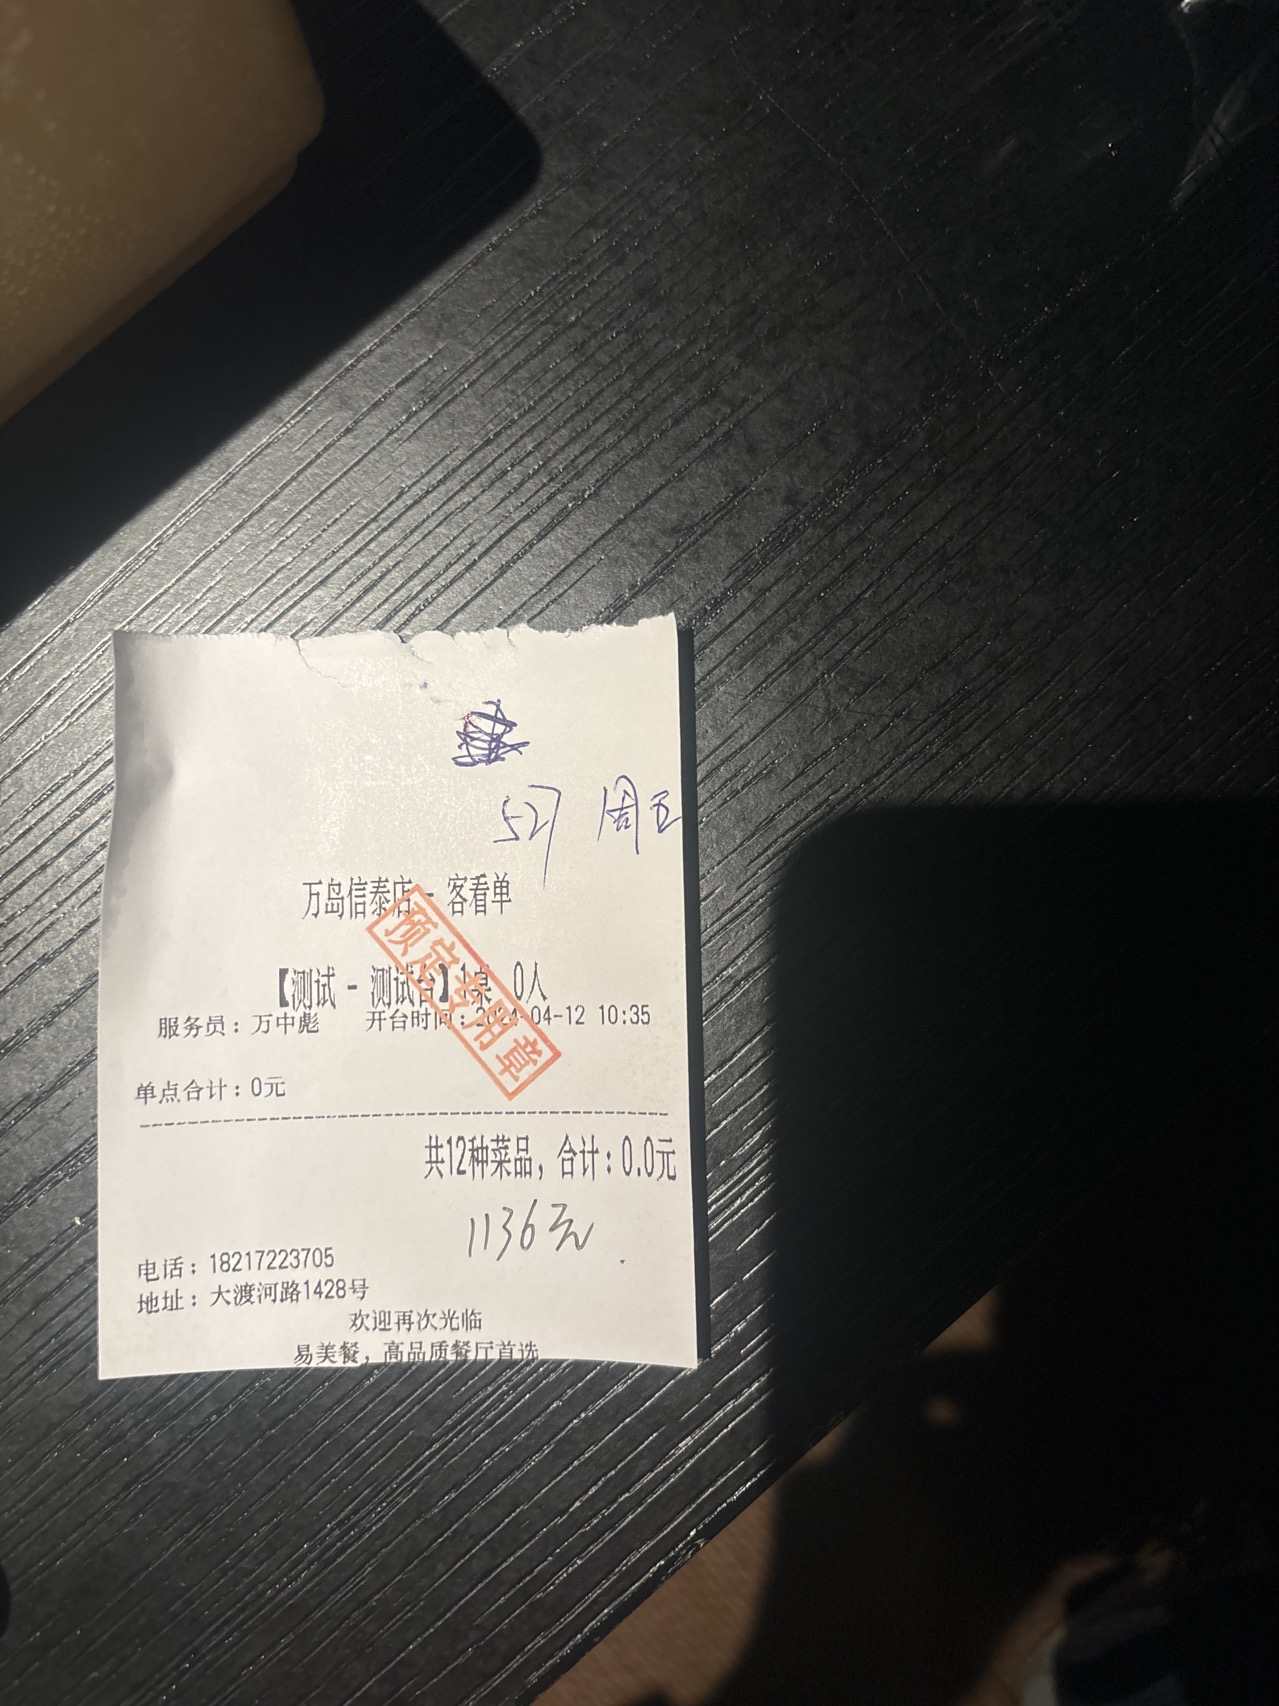 527 周五
万岛信泰店 - 客看单
预定专用章
【测试 - 测试台】1桌 0人
服务员：万中彪 开台时间：2024-04-12 10:35
单点合计：0元
共12种菜品，合计：0.0元
1136元
电话：18217223705
地址：大渡河路1428号
欢迎再次光临
易美餐，高品质餐厅首选